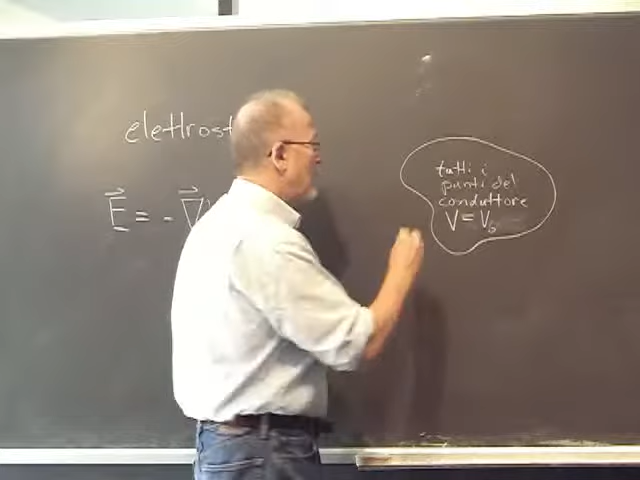 elettrost
E⃗ = - ∇⃗
tutti i
punti del
conduttore
V = V₀